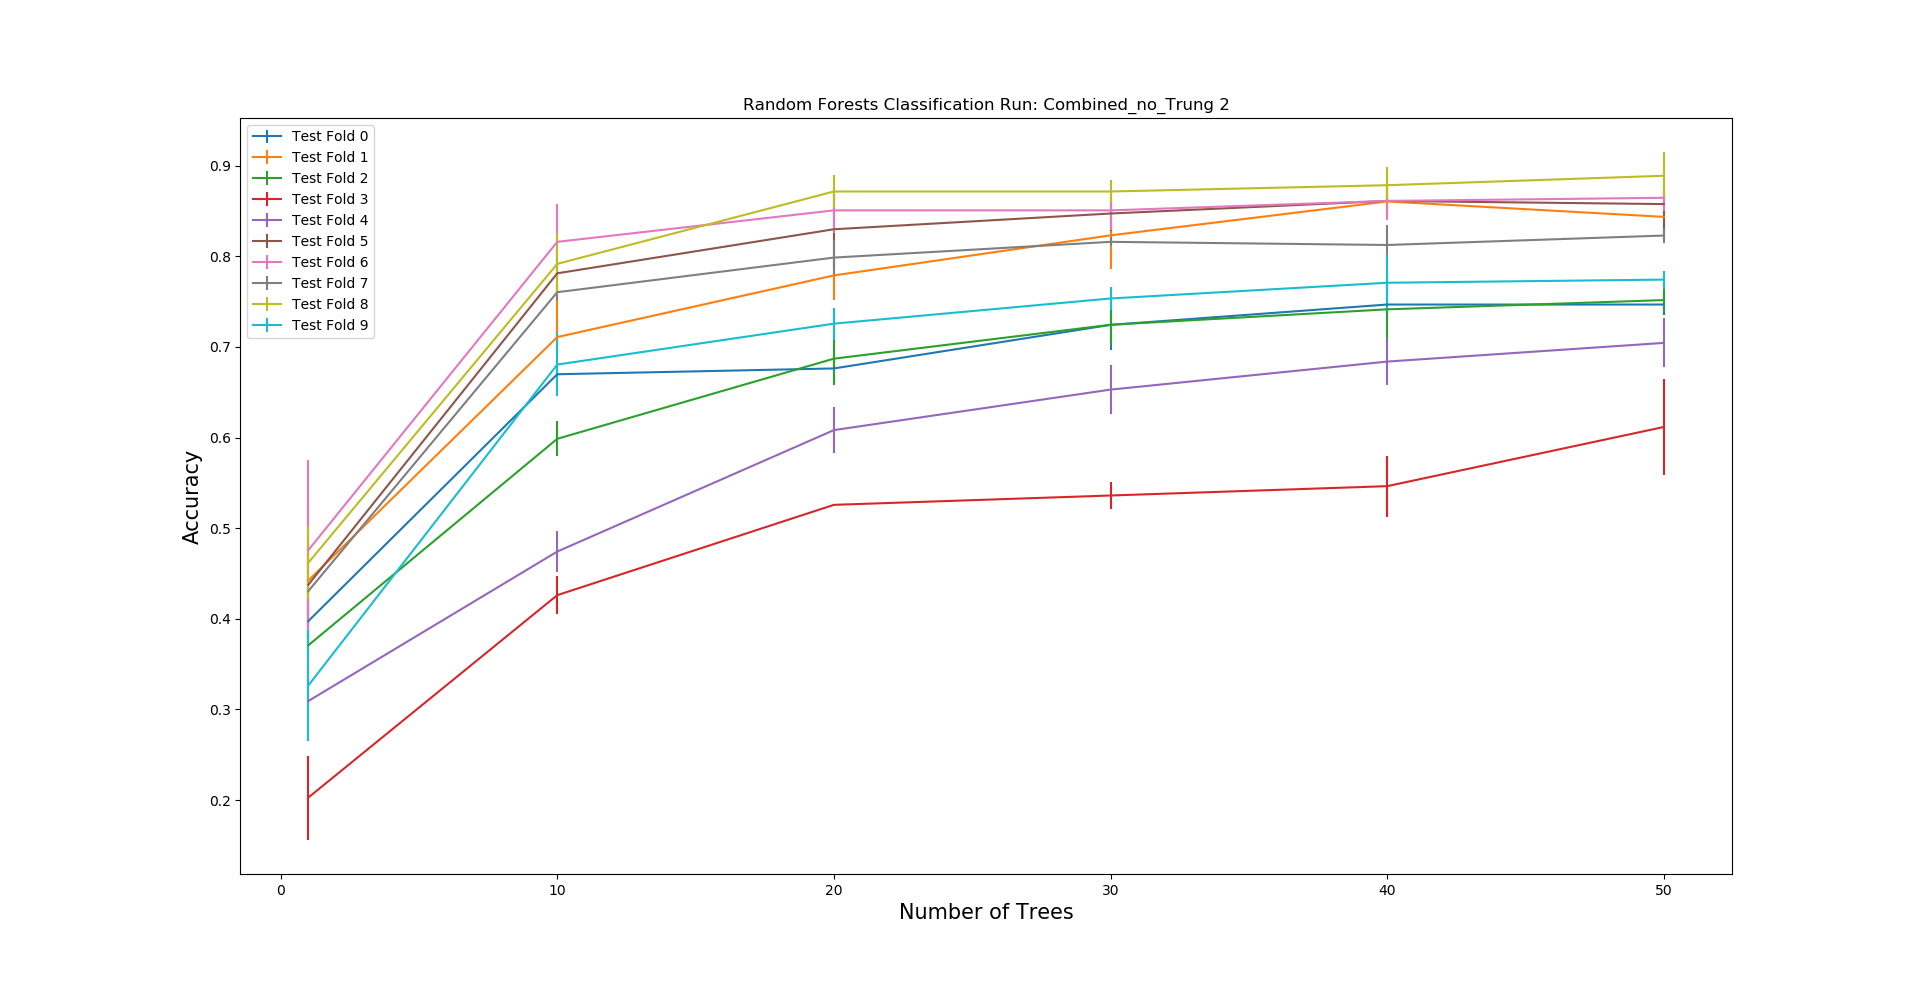 Random Forests Classification Run: Combined_no_Trung 2
Test Fold 0
Test Fold 1
Test Fold 2
Test Fold 3
Test Fold 4
Test Fold 5
Test Fold 6
Test Fold 7
Test Fold 8
Test Fold 9
0.9
0.8
0.7
0.6
0.5
0.4
0.3
0.2
Accuracy
0 10 20 30 40 50
Number of Trees